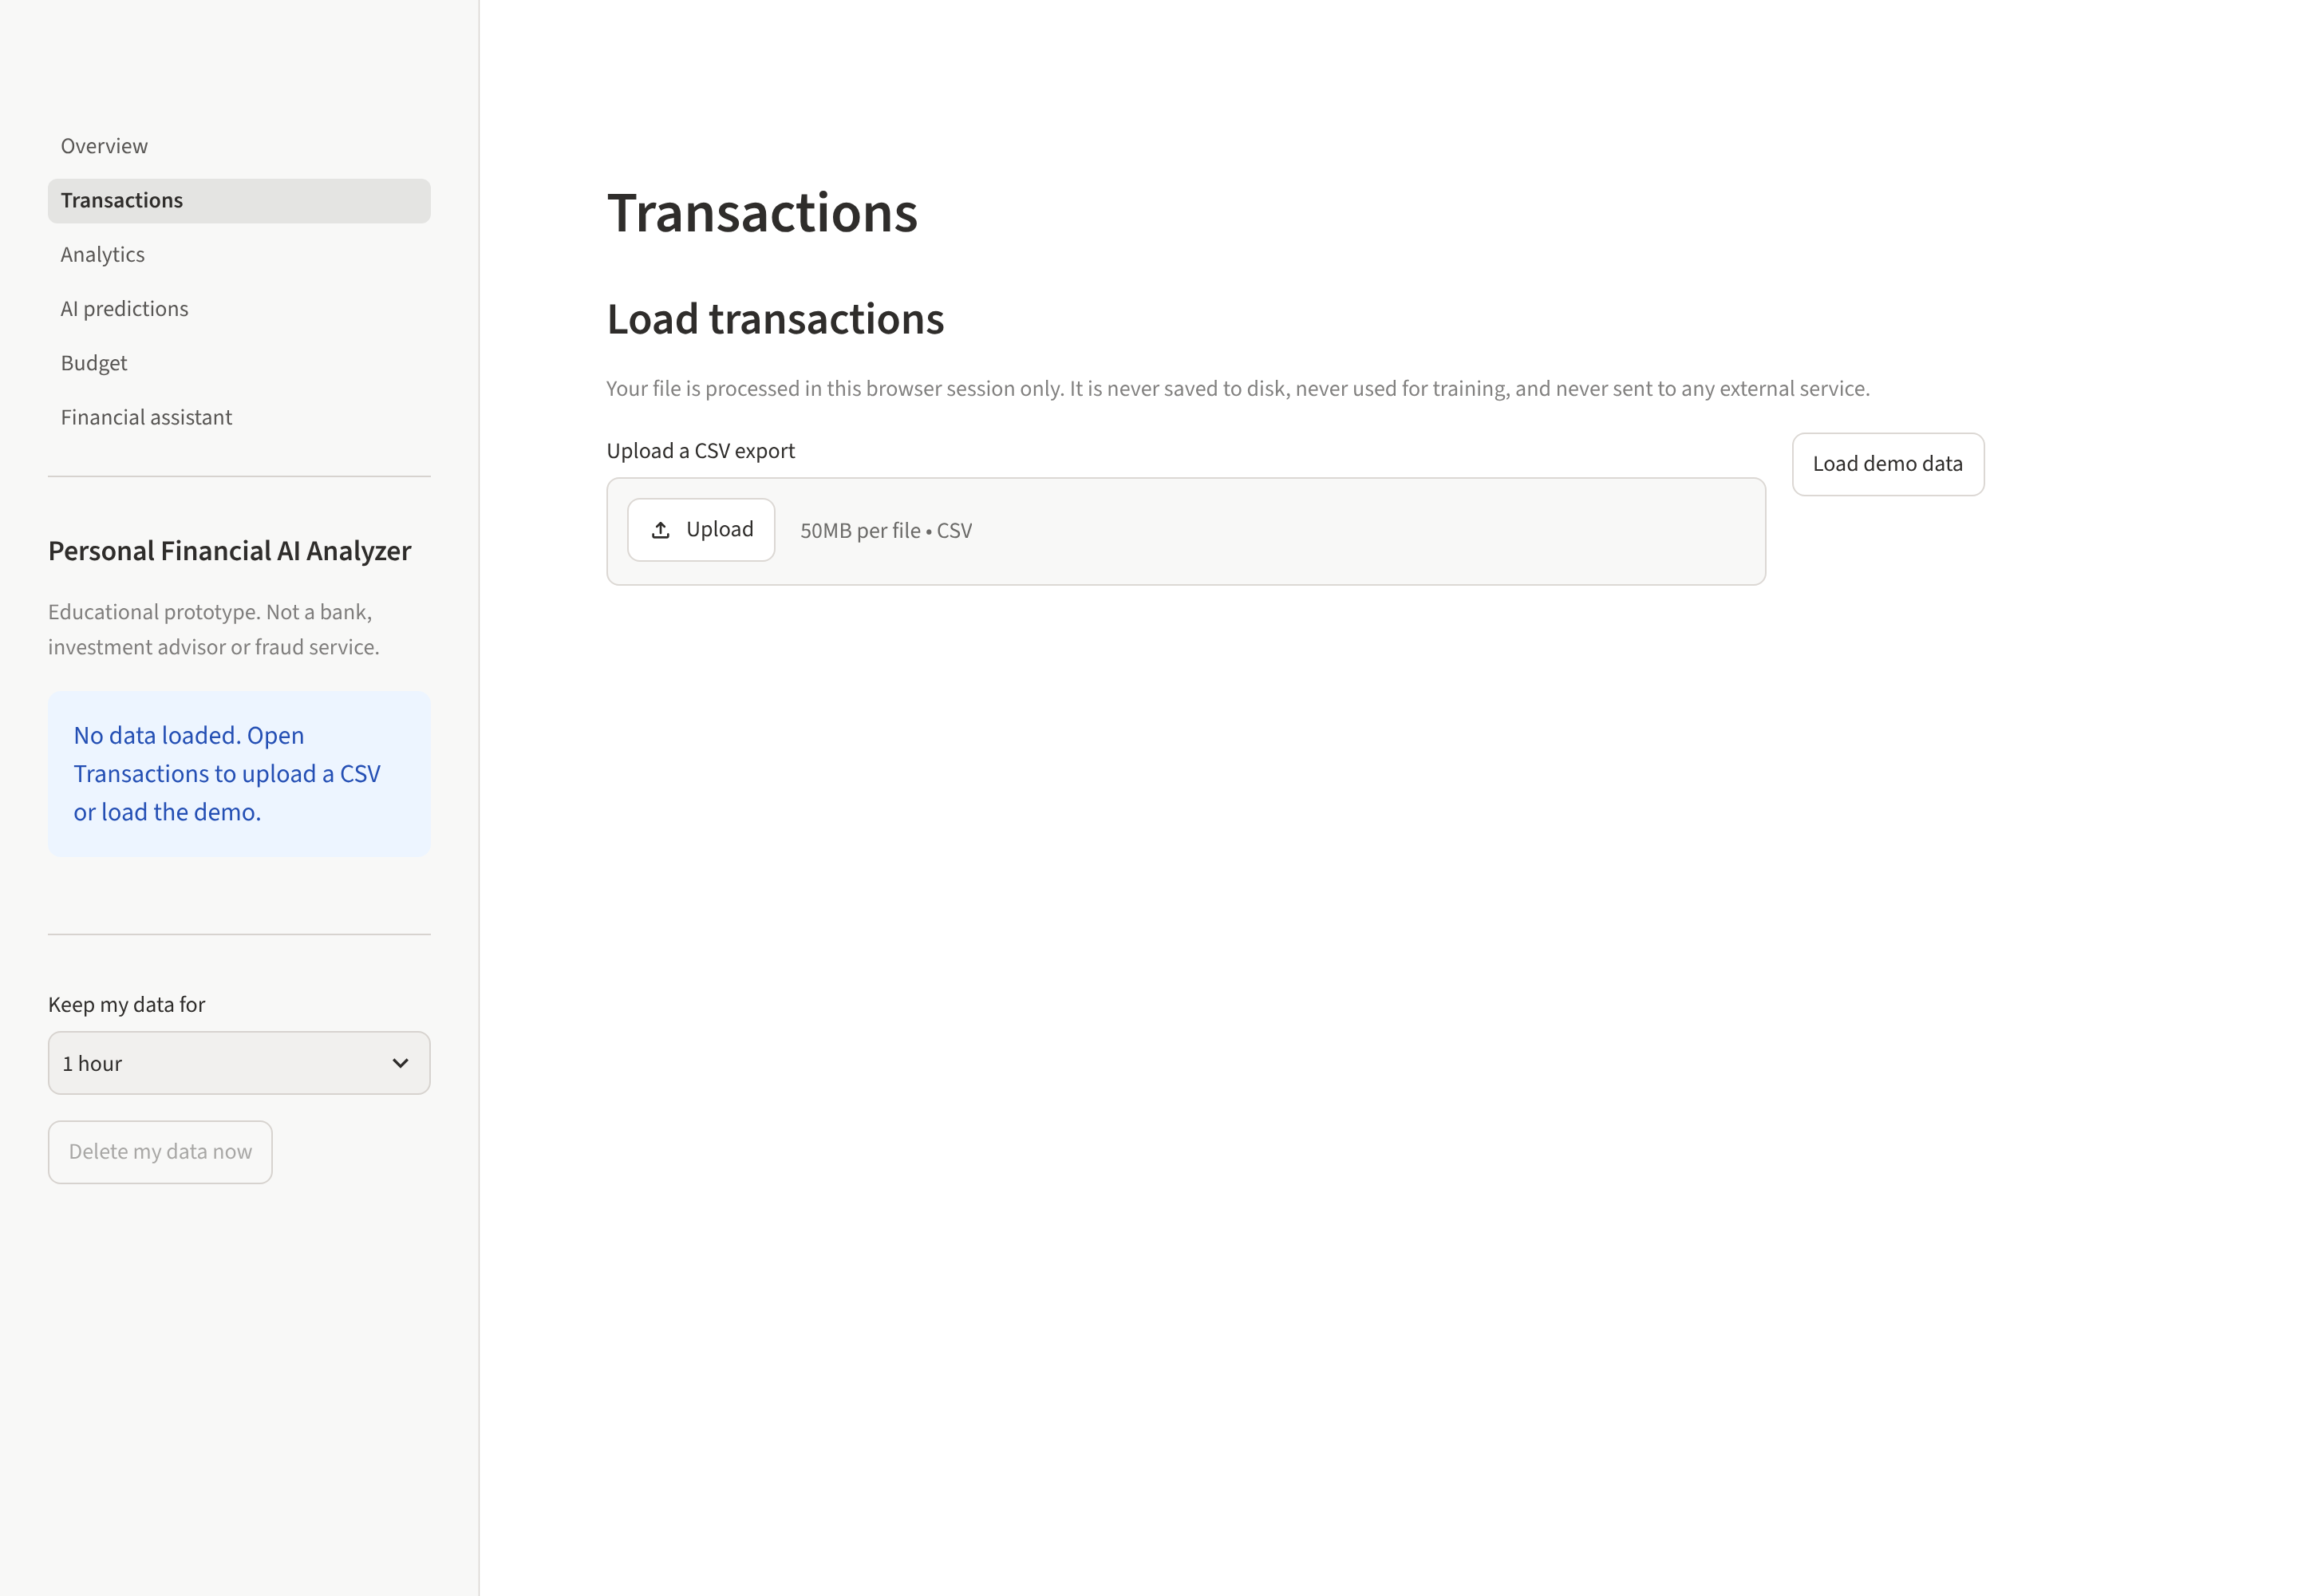 Overview
Transactions
Analytics
AI predictions
Budget
Financial assistant
Personal Financial AI Analyzer
Educational prototype. Not a bank,
investment advisor or fraud service.
No data loaded. Open
Transactions to upload a CSV
or load the demo.
Keep my data for
1 hour
Delete my data now
Transactions
Load transactions
Your file is processed in this browser session only. It is never saved to disk, never used for training, and never sent to any external service.
Upload a CSV export
Upload
50MB per file • CSV
Load demo data